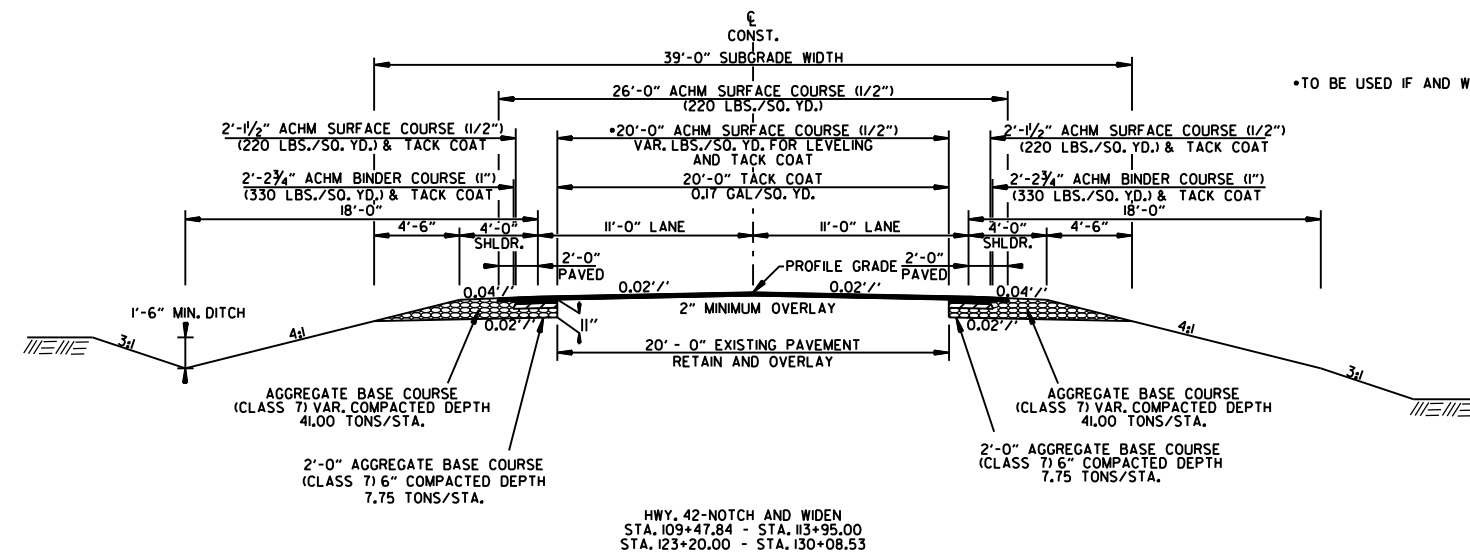 ℄
CONST.
39'-0" SUBGRADE WIDTH
•TO BE USED IF AND W
26'-0" ACHM SURFACE COURSE (1/2")
(220 LBS./SQ. YD.)
2'-1½" ACHM SURFACE COURSE (1/2")
(220 LBS./SQ. YD.) & TACK COAT
•20'-0" ACHM SURFACE COURSE (1/2")
VAR. LBS./SQ. YD. FOR LEVELING
AND TACK COAT
2'-1½" ACHM SURFACE COURSE (1/2")
(220 LBS./SQ. YD.) & TACK COAT
2'-2¾" ACHM BINDER COURSE (1")
(330 LBS./SQ. YD.) & TACK COAT
20'-0" TACK COAT
0.17 GAL/SQ. YD.
2'-2¾" ACHM BINDER COURSE (1")
(330 LBS./SQ. YD.) & TACK COAT
18'-0"
18'-0"
4'-6"
4'-0"
SHLDR.
11'-0" LANE
11'-0" LANE
4'-0"
SHLDR.
4'-6"
2'-0"
PAVED
PROFILE GRADE
2'-0"
PAVED
0.04'/'
0.02'/'
0.02'/'
0.04'/'
1'-6" MIN. DITCH
2" MINIMUM OVERLAY
0.02'/'
11"
0.02'/'
3:1
4:1
4:1
3:1
20' - 0" EXISTING PAVEMENT
RETAIN AND OVERLAY
AGGREGATE BASE COURSE
(CLASS 7) VAR. COMPACTED DEPTH
41.00 TONS/STA.
AGGREGATE BASE COURSE
(CLASS 7) VAR. COMPACTED DEPTH
41.00 TONS/STA.
2'-0" AGGREGATE BASE COURSE
(CLASS 7) 6" COMPACTED DEPTH
7.75 TONS/STA.
2'-0" AGGREGATE BASE COURSE
(CLASS 7) 6" COMPACTED DEPTH
7.75 TONS/STA.
HWY. 42-NOTCH AND WIDEN
STA. 109+47.84 - STA. 113+95.00
STA. 123+20.00 - STA. 130+08.53